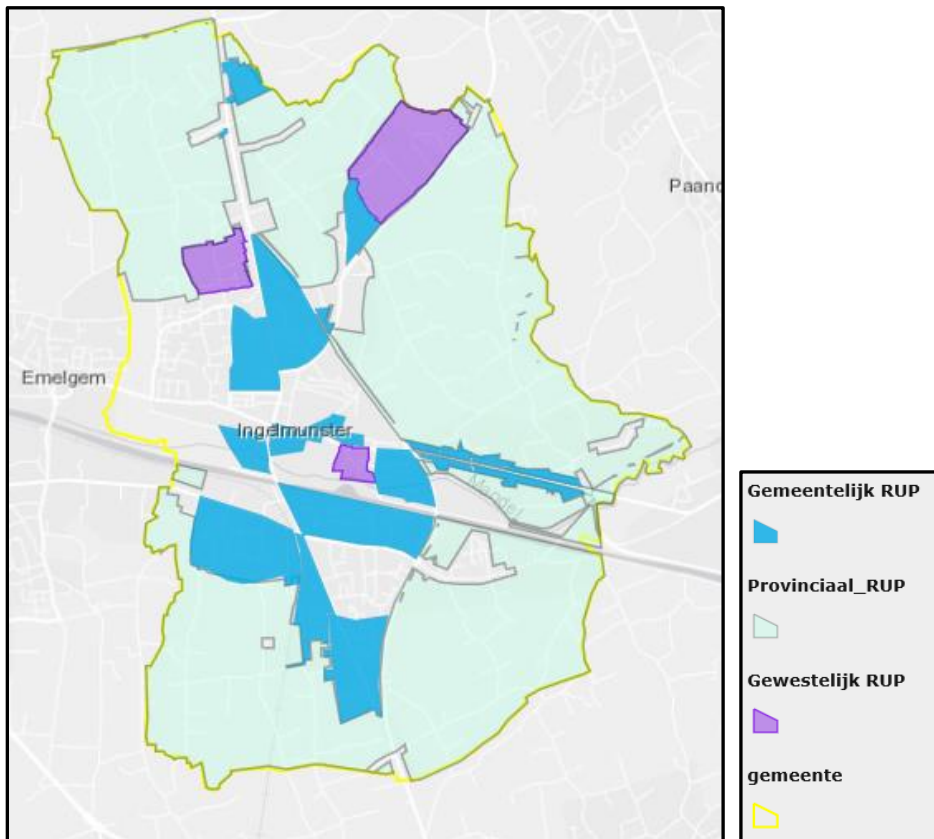 Paand
Emelgem
Ingelmunster
Mandel
Gemeentelijk RUP
Provinciaal_RUP
Gewestelijk RUP
gemeente